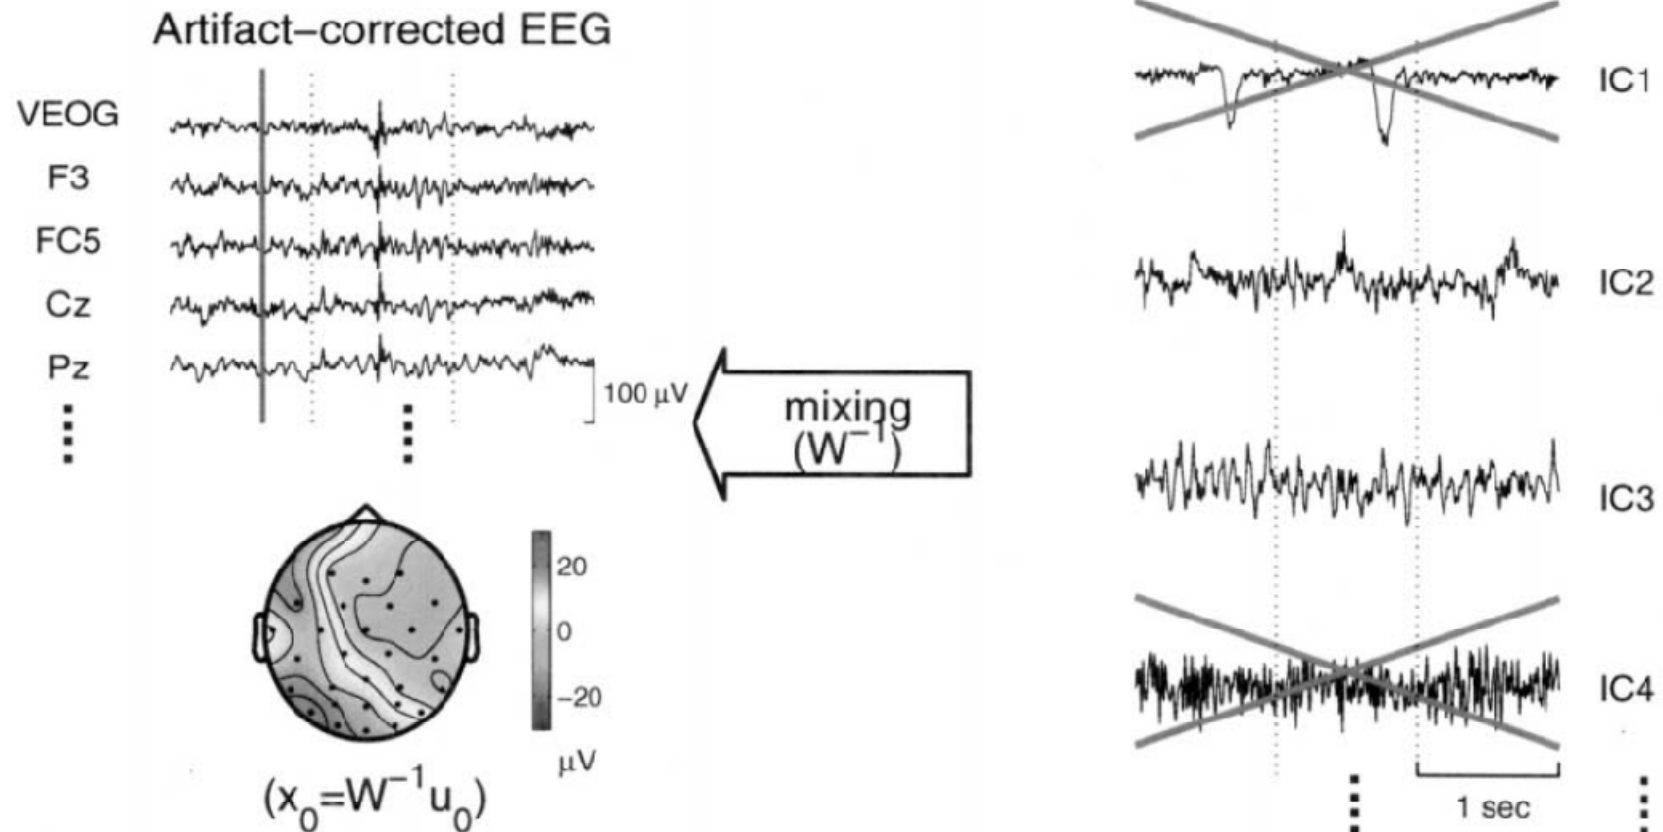 Artifact–corrected EEG
VEOG
F3
FC5
Cz
Pz
100 μV
20
0
−20
μV
(x₀=W⁻¹u₀)
mixing
(W⁻¹)
IC1
IC2
IC3
IC4
1 sec